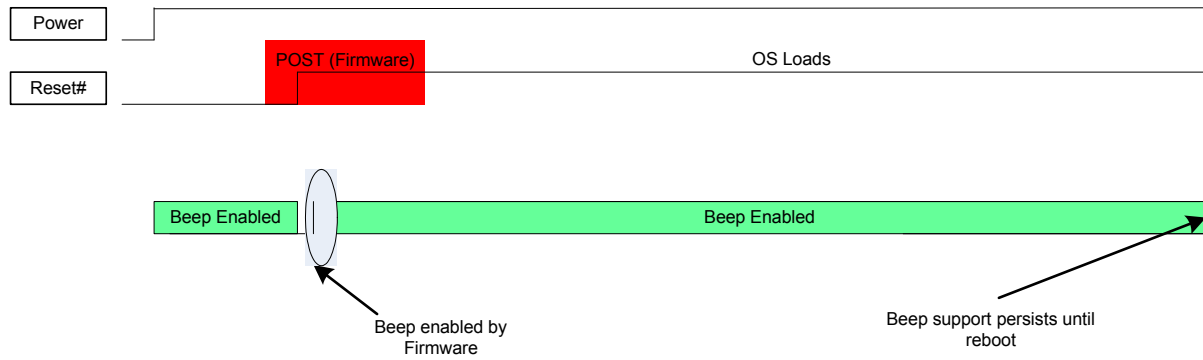 Power
POST (Firmware)
OS Loads
Reset#
Beep Enabled
Beep Enabled
Beep enabled by
Firmware
Beep support persists until
reboot